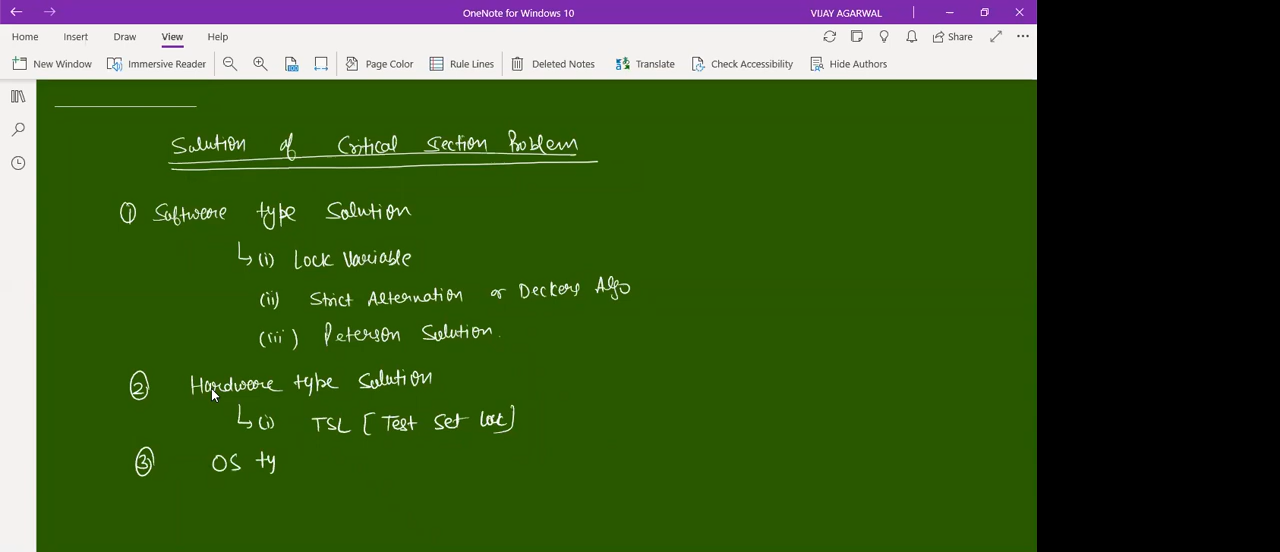 OneNote for Windows 10
VIJAY AGARWAL
Home Insert Draw View Help
Share
New Window Immersive Reader Page Color Rule Lines Deleted Notes Translate Check Accessibility Hide Authors
Solution of Critical Section Problem
① Software type Solution
(i) Lock Variable
(ii) Strict Alternation or Deckers Algo
(iii) Peterson Solution.
② Hardware type Solution
(i) TSL [Test Set Lock]
③ OS ty